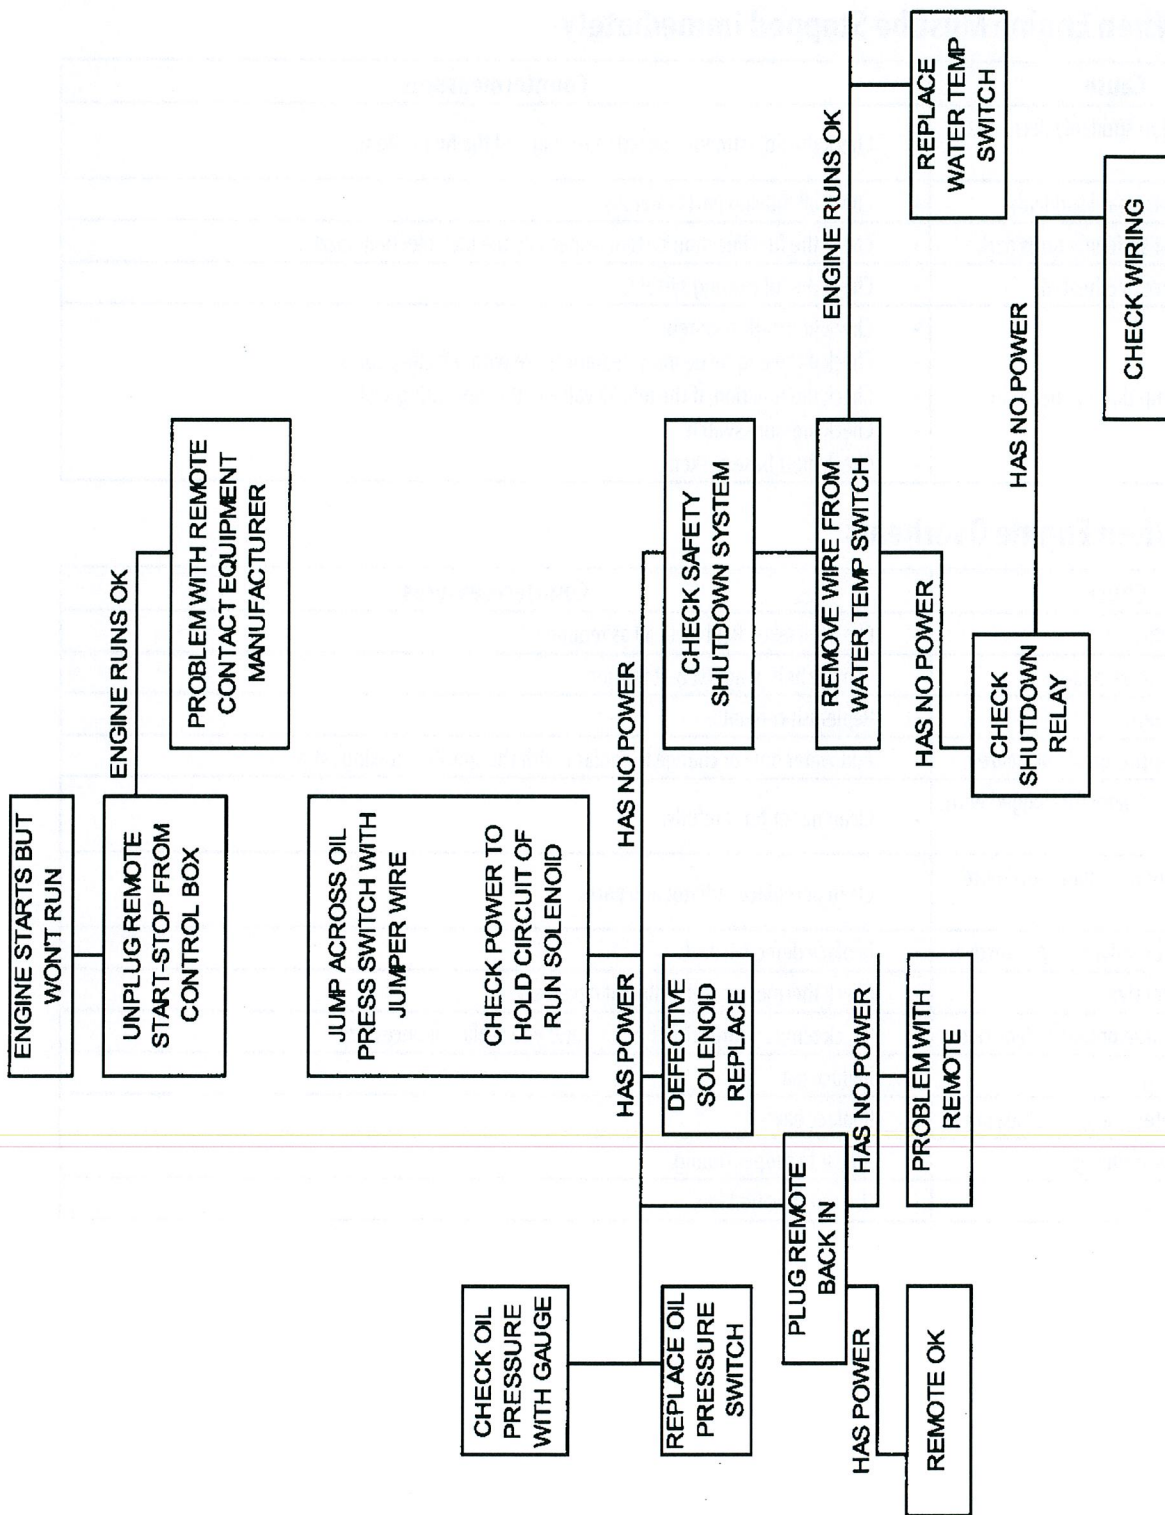 ENGINE STARTS BUT
WON'T RUN
UNPLUG REMOTE
START-STOP FROM
CONTROL BOX
ENGINE RUNS OK
PROBLEM WITH REMOTE
CONTACT EQUIPMENT
MANUFACTURER
JUMP ACROSS OIL
PRESS SWITCH WITH
JUMPER WIRE
CHECK POWER TO
HOLD CIRCUIT OF
RUN SOLENOID
CHECK OIL
PRESSURE
WITH GAUGE
HAS POWER
HAS NO POWER
REPLACE OIL
PRESSURE
SWITCH
DEFECTIVE
SOLENOID
REPLACE
CHECK SAFETY
SHUTDOWN SYSTEM
PLUG REMOTE
BACK IN
REMOVE WIRE FROM
WATER TEMP SWITCH
ENGINE RUNS OK
HAS POWER
HAS NO POWER
HAS NO POWER
REMOTE OK
PROBLEM WITH
REMOTE
CHECK
SHUTDOWN
RELAY
REPLACE
WATER TEMP
SWITCH
HAS NO POWER
CHECK WIRING